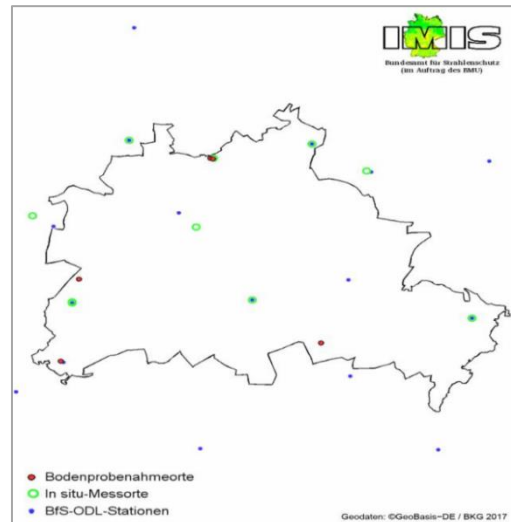 IMIS
Bundesamt für Strahlenschutz
(im Auftrag des BMU)
Bodenprobenahmeorte
In situ-Messorte
BfS-ODL-Stationen
Geodaten: ©GeoBasis-DE / BKG 2017